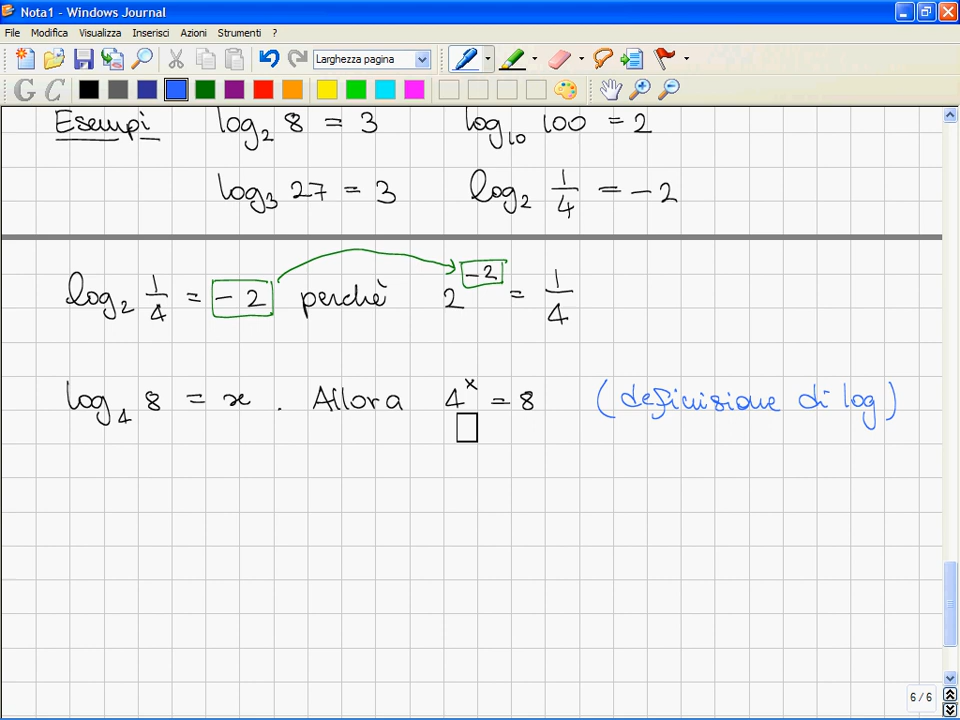 Nota1 - Windows Journal
File Modifica Visualizza Inserisci Azioni Strumenti ?
Larghezza pagina
G C
Esempi log₂ 8 = 3 log₁₀ 100 = 2
log₃ 27 = 3 log₂ 1/4 = -2
log₂ 1/4 = -2 perchè 2⁻² = 1/4
log₄ 8 = x . Allora 4ˣ = 8 (definizione di log)
6 / 6